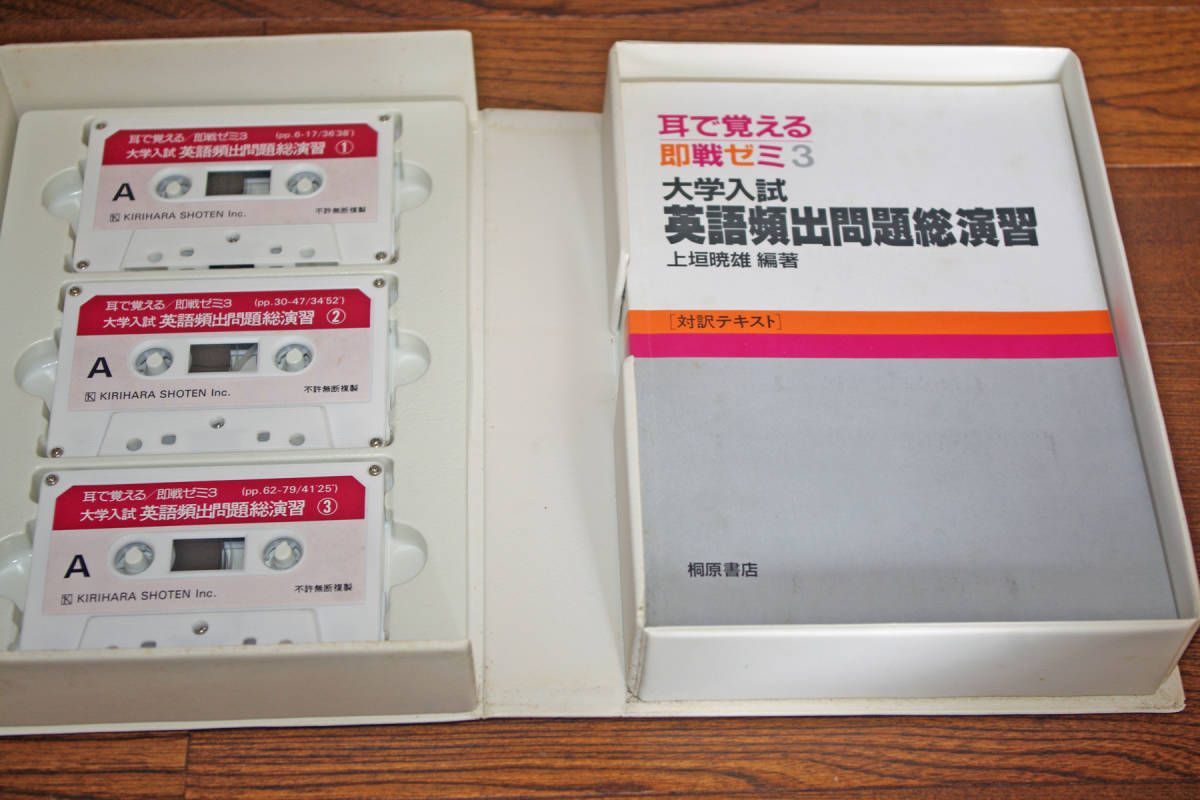 耳で覚える/即戦ゼミ3 (pp.6-17/36'38")
大学入試 英語頻出問題総演習 ①
A
KIRIHARA SHOTEN Inc.
不許無断複製
耳で覚える/即戦ゼミ3 (pp.30-47/34'52")
大学入試 英語頻出問題総演習 ②
A
KIRIHARA SHOTEN Inc.
不許無断複製
耳で覚える/即戦ゼミ3 (pp.62-79/41'25")
大学入試 英語頻出問題総演習 ③
A
KIRIHARA SHOTEN Inc.
不許無断複製
耳で覚える
即戦ゼミ3
大学入試
英語頻出問題総演習
上垣暁雄 編著
[対訳テキスト]
桐原書店